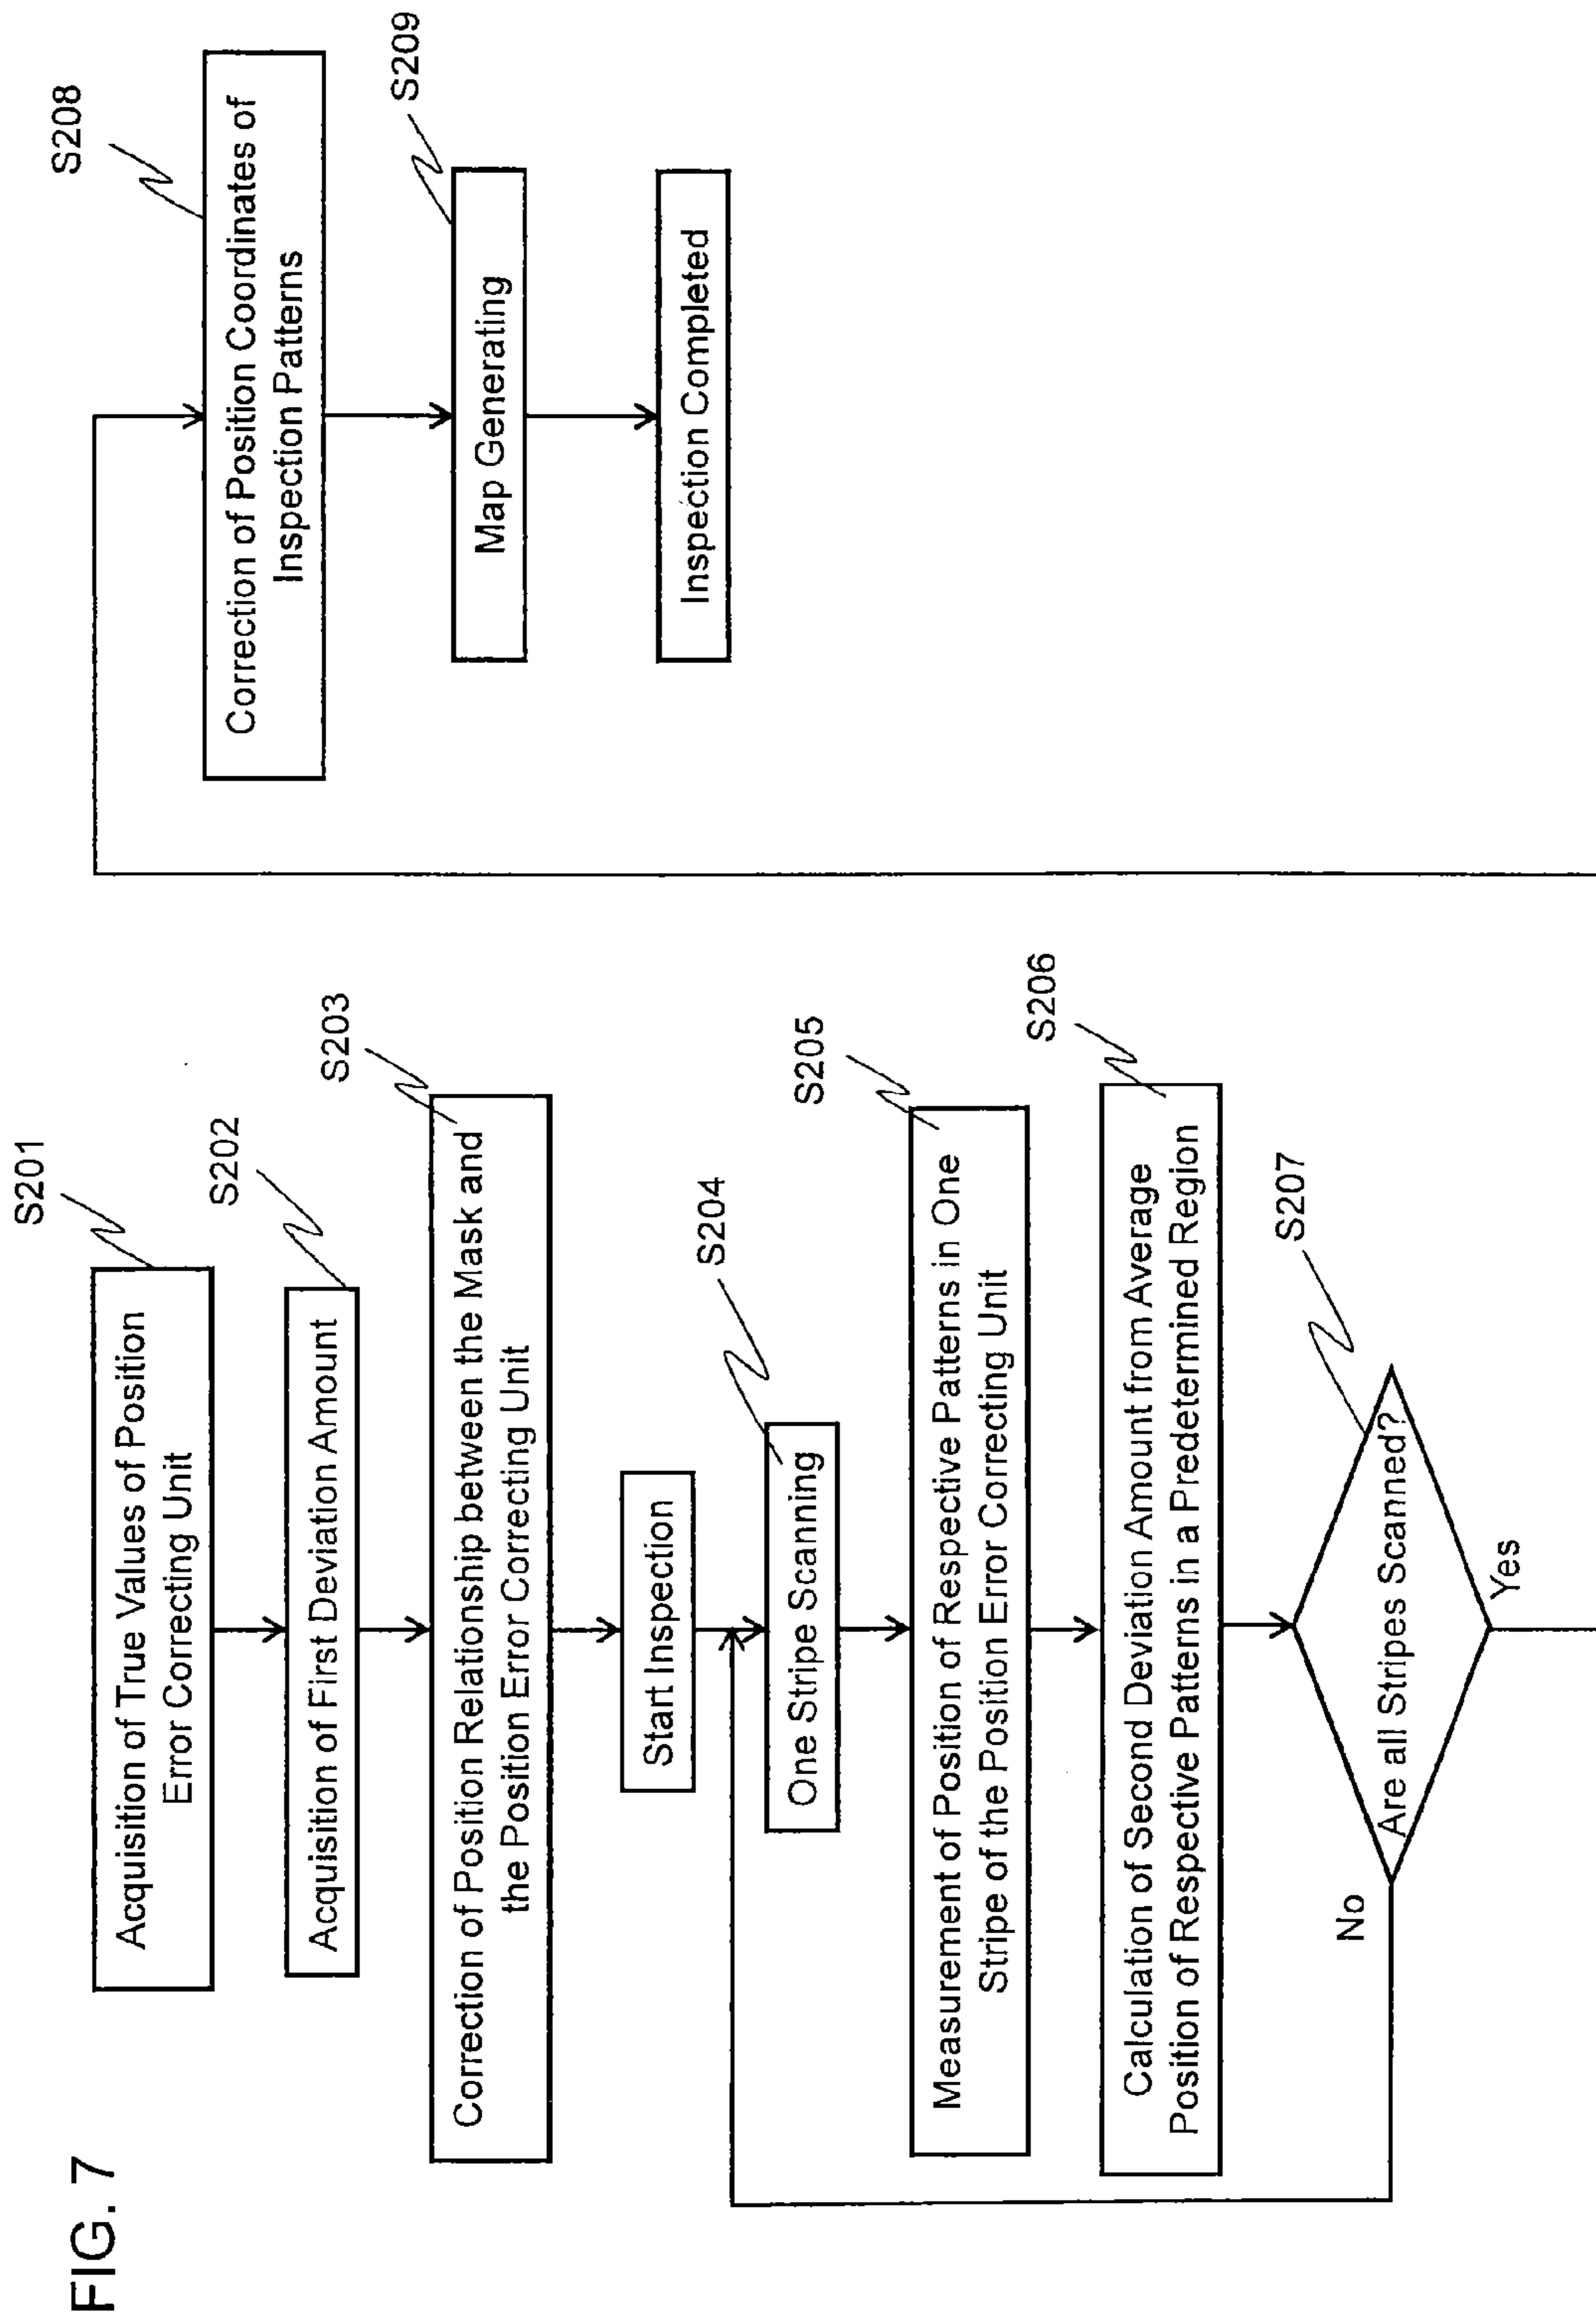 FIG. 7
S201
Acquisition of True Values of Position
Error Correcting Unit
S202
Acquisition of First Deviation Amount
S203
Correction of Position Relationship between the Mask and
the Position Error Correcting Unit
Start Inspection
S204
One Stripe Scanning
S205
Measurement of Position of Respective Patterns in One
Stripe of the Position Error Correcting Unit
S206
Calculation of Second Deviation Amount from Average
Position of Respective Patterns in a Predetermined Region
S207
Are all Stripes Scanned?
No
Yes
S208
Correction of Position Coordinates of
Inspection Patterns
S209
Map Generating
Inspection Completed